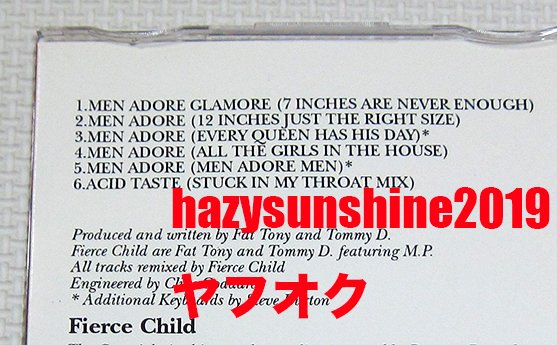 1.MEN ADORE GLAMORE (7 INCHES ARE NEVER ENOUGH)
2.MEN ADORE (12 INCHES JUST THE RIGHT SIZE)
3.MEN ADORE (EVERY QUEEN HAS HIS DAY)*
4.MEN ADORE (ALL THE GIRLS IN THE HOUSE)
5.MEN ADORE (MEN ADORE MEN)*
6.ACID TASTE (STUCK IN MY THROAT MIX)
hazysunshine2019
Produced and written by Fat Tony and Tommy D.
Fierce Child are Fat Tony and Tommy D. featuring M.P.
All tracks remixed by Fierce Child
Engineered by
* Additional Keyboards by Steve
ヤフオク
Fierce Child